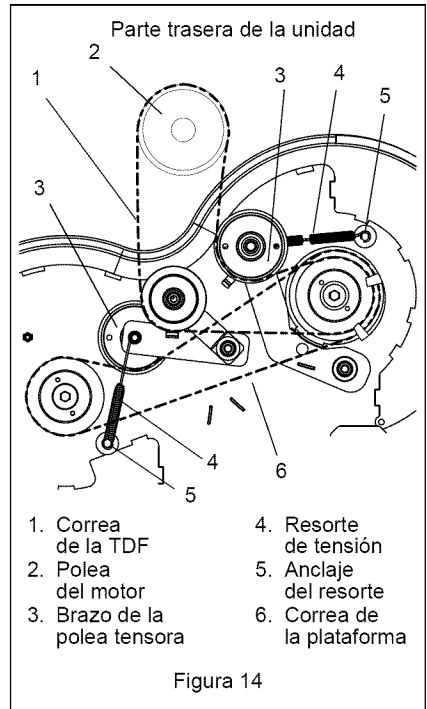 Parte trasera de la unidad
2
1
3
4
5
3
4
5
6
1. Correa
de la TDF
2. Polea
del motor
3. Brazo de la
polea tensora
4. Resorte
de tensión
5. Anclaje
del resorte
6. Correa de
la plataforma
Figura 14